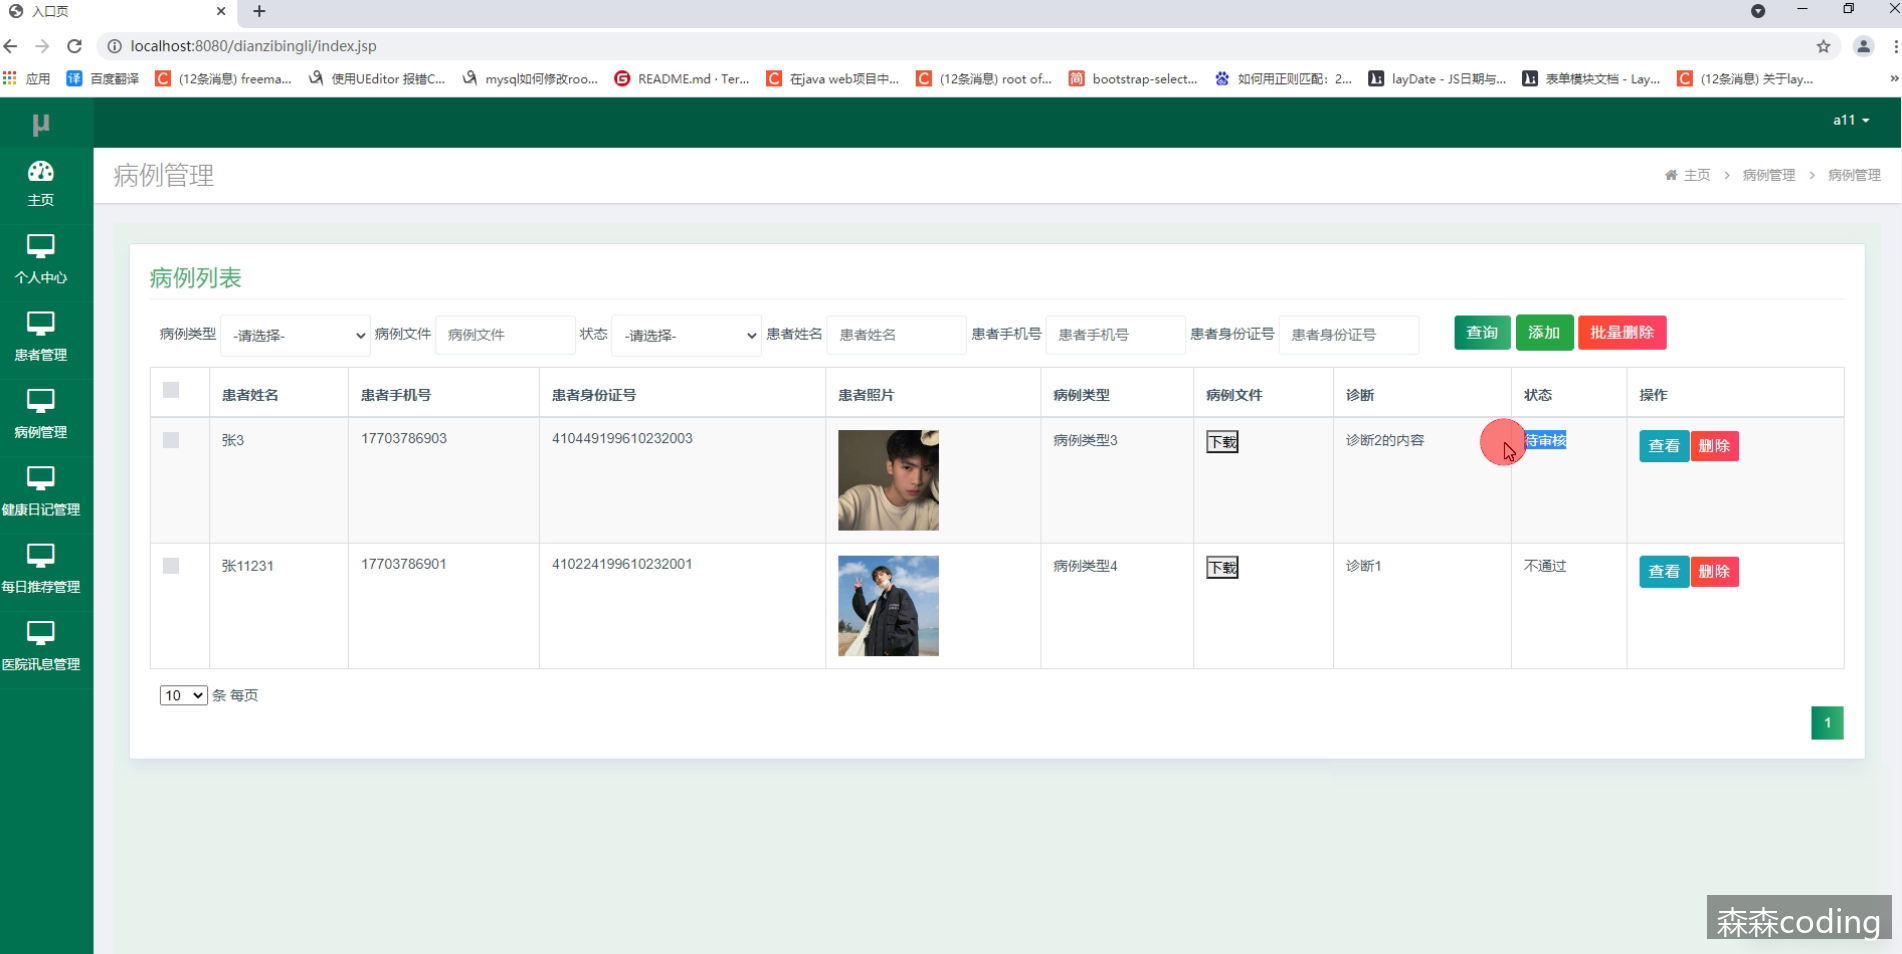 入口页
localhost:8080/dianzibingli/index.jsp
应用 百度翻译 (12条消息) freema... 使用UEditor 报错C... mysql如何修改roo... README.md · Ter... 在java web项目中... (12条消息) root of... bootstrap-select... 如何用正则匹配：2... layDate - JS日期与... 表单模块文档 - Lay... (12条消息) 关于lay... »
μ
a11
主页
个人中心
患者管理
病例管理
健康日记管理
每日推荐管理
医院讯息管理
病例管理
主页 > 病例管理 > 病例管理
病例列表
病例类型 -请选择- 病例文件 病例文件 状态 -请选择- 患者姓名 患者姓名 患者手机号 患者手机号 患者身份证号 患者身份证号 查询 添加 批量删除
患者姓名 患者手机号 患者身份证号 患者照片 病例类型 病例文件 诊断 状态 操作
张3 17703786903 410449199610232003 病例类型3 下载 诊断2的内容 待审核 查看 删除
张11231 17703786901 410224199610232001 病例类型4 下载 诊断1 不通过 查看 删除
10 条 每页
1
森森coding